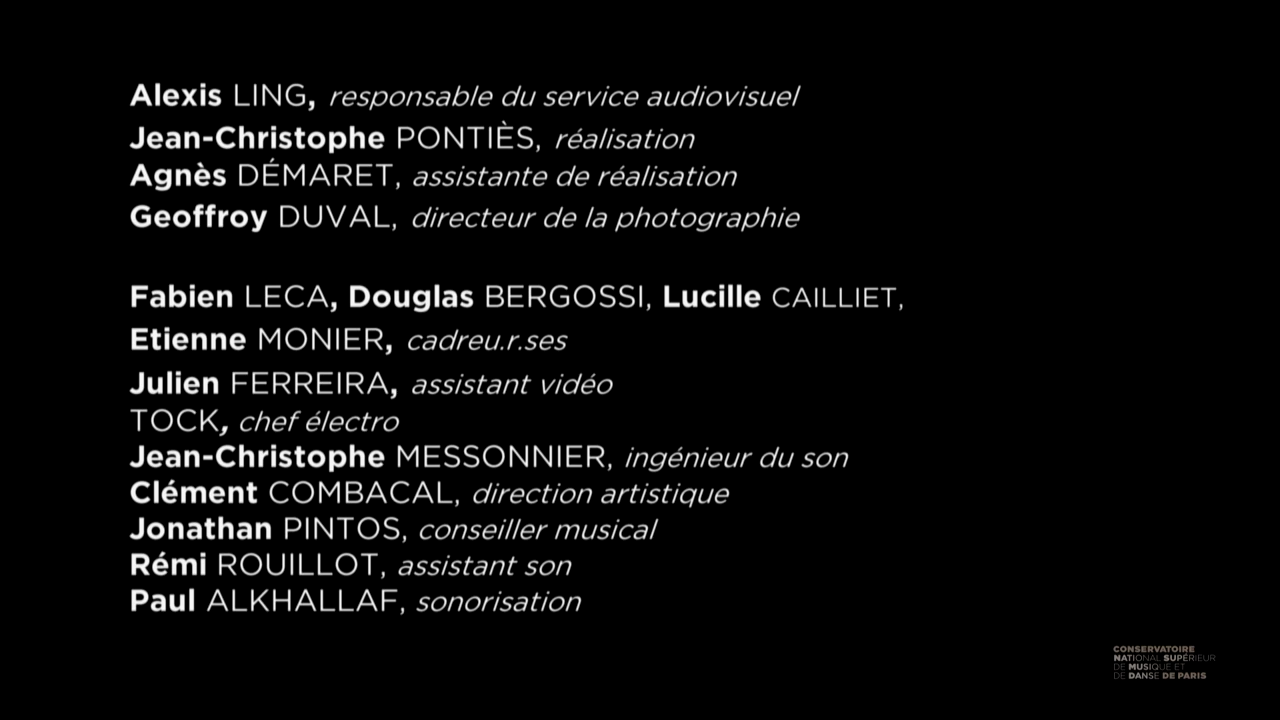 Alexis LING, responsable du service audiovisuel
Jean-Christophe PONTIÈS, réalisation
Agnès DÉMARET, assistante de réalisation
Geoffroy DUVAL, directeur de la photographie
Fabien LECA, Douglas BERGOSSI, Lucille CAILLIET,
Etienne MONIER, cadreu.r.ses
Julien FERREIRA, assistant vidéo
TOCK, chef électro
Jean-Christophe MESSONNIER, ingénieur du son
Clément COMBACAL, direction artistique
Jonathan PINTOS, conseiller musical
Rémi ROUILLOT, assistant son
Paul ALKHALLAF, sonorisation
CONSERVATOIRE
NATIONAL SUPÉRIEUR
DE MUSIQUE ET
DE DANSE DE PARIS